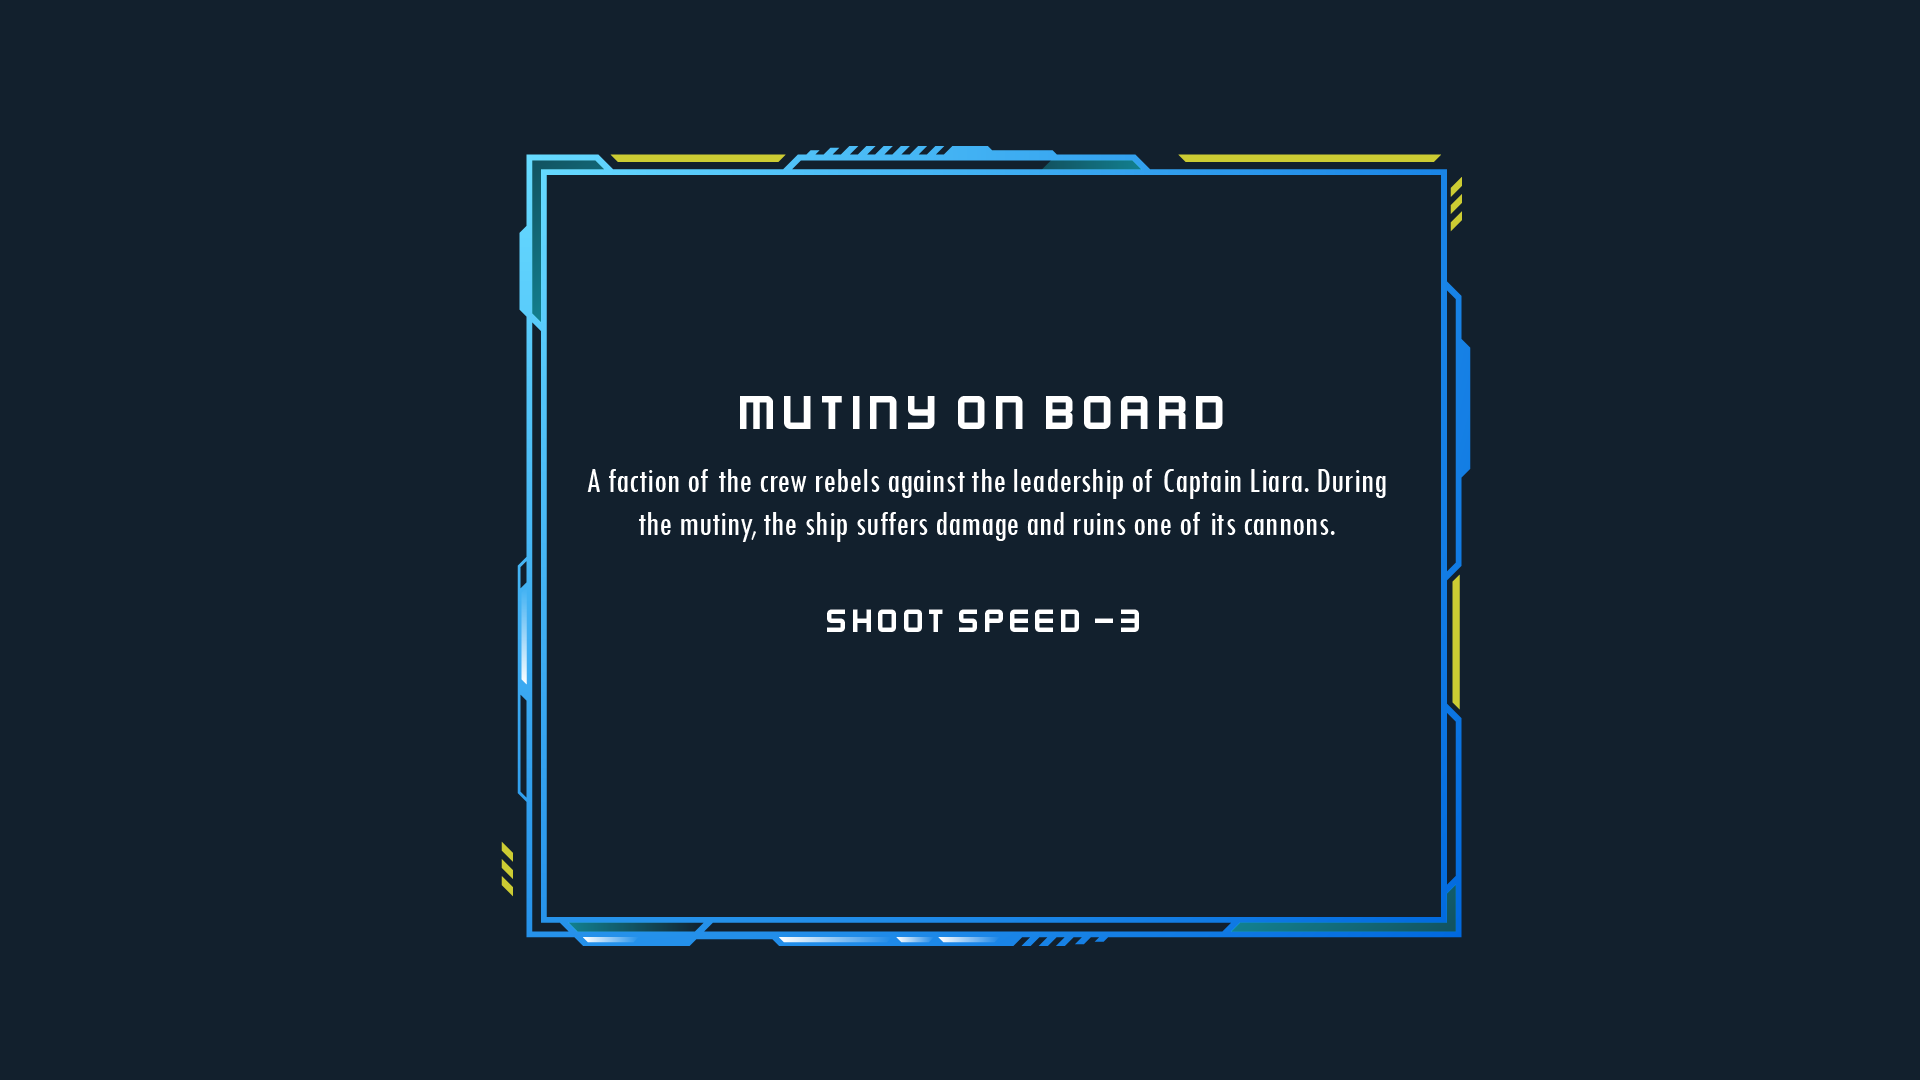 MUTINY ON BOARD
A faction of the crew rebels against the leadership of Captain Liara. During
the mutiny, the ship suffers damage and ruins one of its cannons.
SHOOT SPEED -3